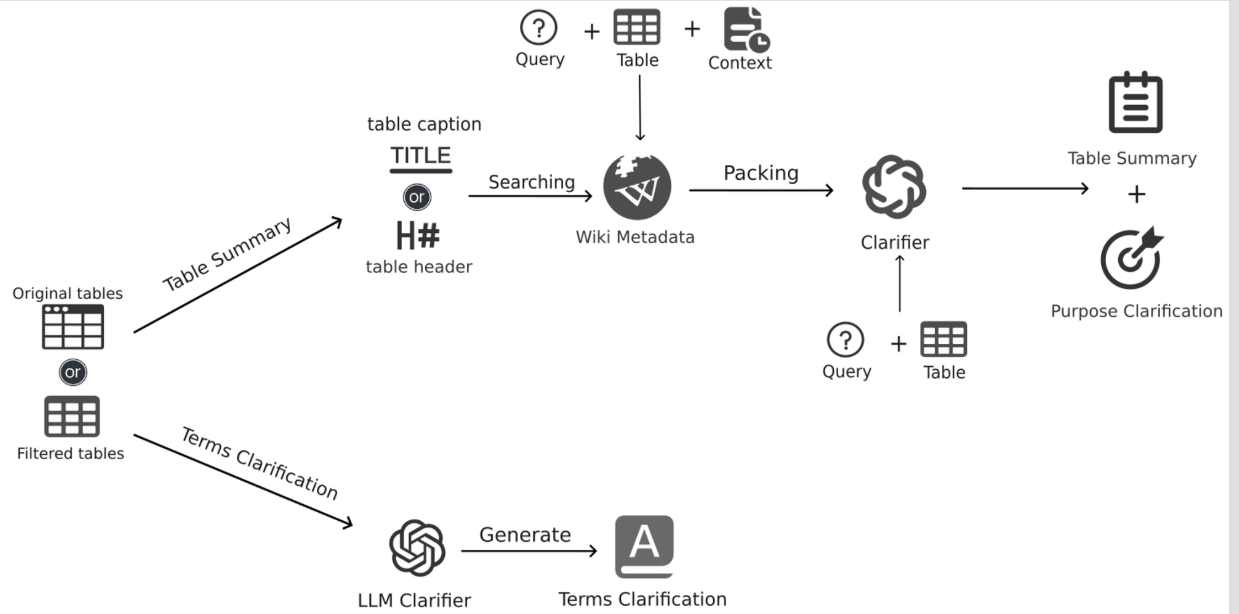 Query + Table + Context
table caption
TITLE
or
H#
table header
Searching
Wiki Metadata
Packing
Clarifier
Query + Table
Table Summary
+
Purpose Clarification
Table Summary
Original tables
or
Filtered tables
Terms Clarification
LLM Clarifier
Generate
A
Terms Clarification